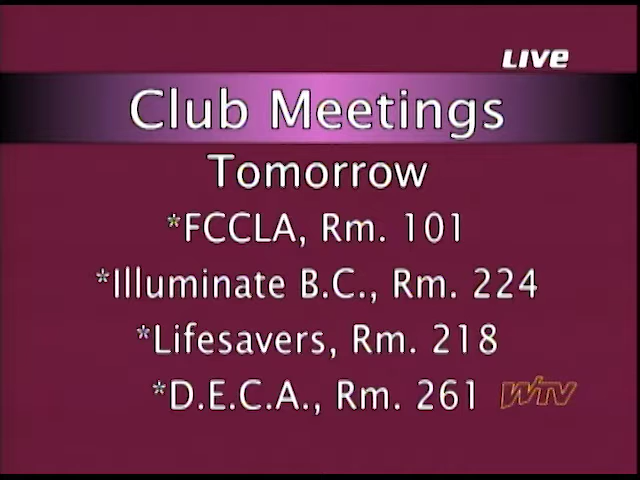 LIVE
Club Meetings
Tomorrow
*FCCLA, Rm. 101
*Illuminate B.C., Rm. 224
*Lifesavers, Rm. 218
*D.E.C.A., Rm. 261
WTV